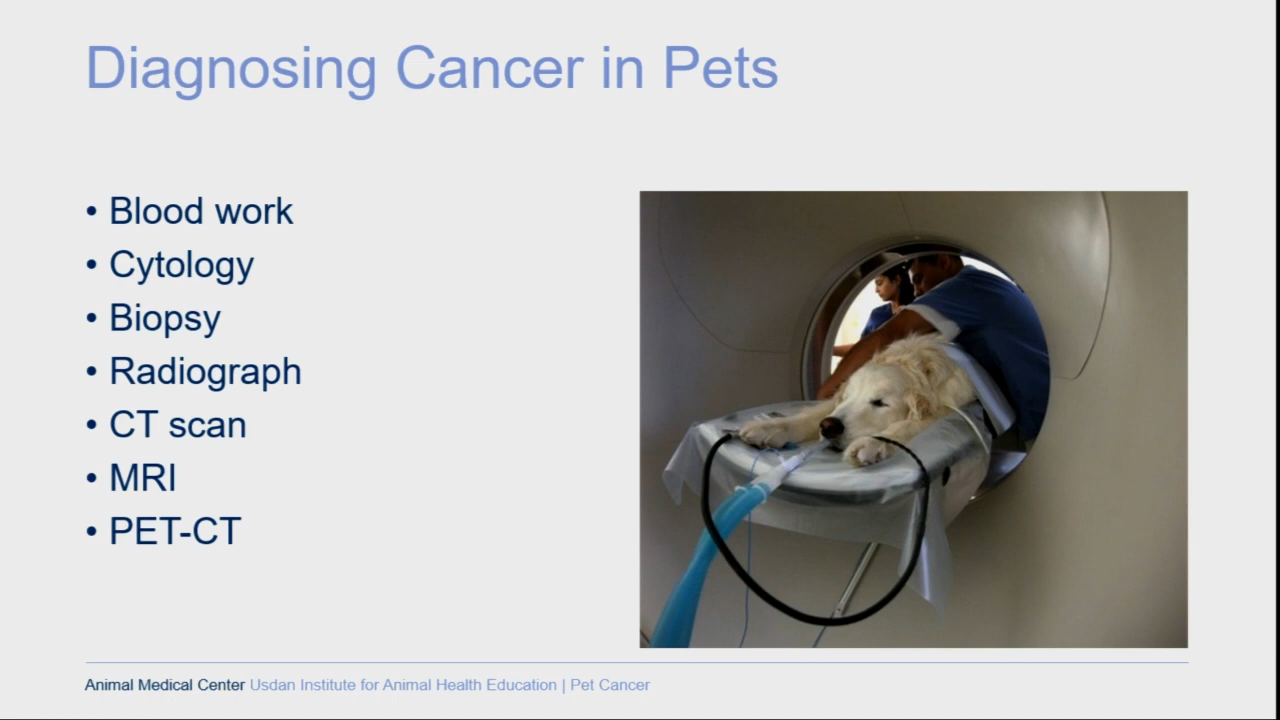 Diagnosing Cancer in Pets
• Blood work
• Cytology
• Biopsy
• Radiograph
• CT scan
• MRI
• PET-CT
Animal Medical Center Usdan Institute for Animal Health Education | Pet Cancer